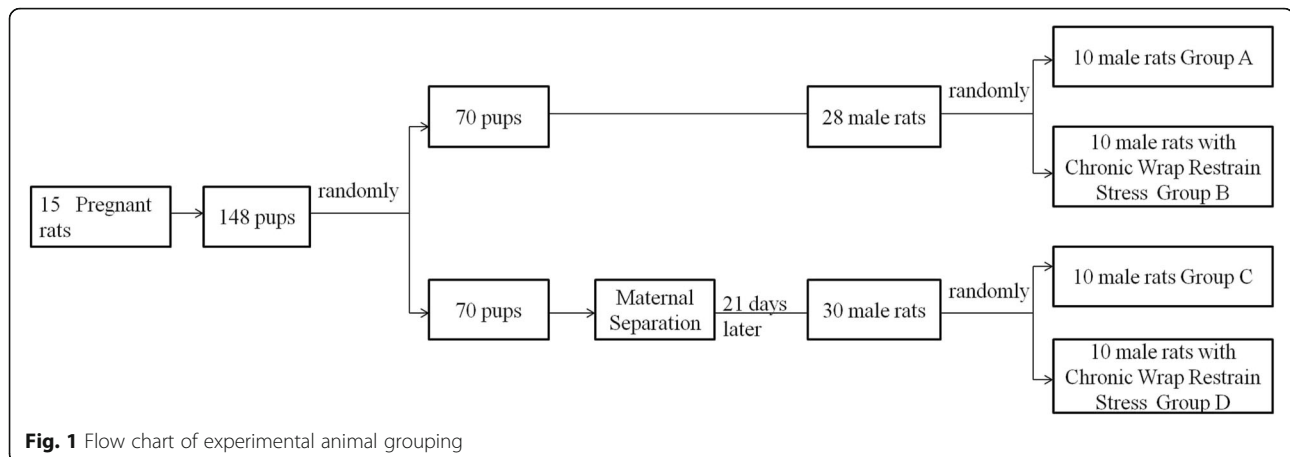 15 Pregnant
rats
148 pups
randomly
70 pups
28 male rats
randomly
10 male rats Group A
10 male rats with
Chronic Wrap Restrain
Stress Group B
70 pups
Maternal
Separation
21 days
later
30 male rats
randomly
10 male rats Group C
10 male rats with
Chronic Wrap Restrain
Stress Group D
Fig. 1 Flow chart of experimental animal grouping